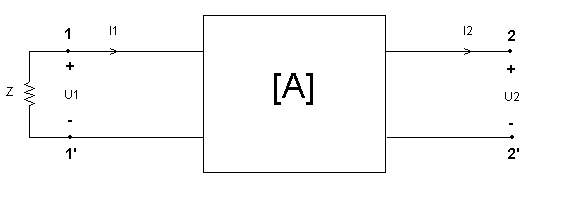 1
I1
I2
2
+
+
Z
U1
[A]
U2
-
-
1'
2'